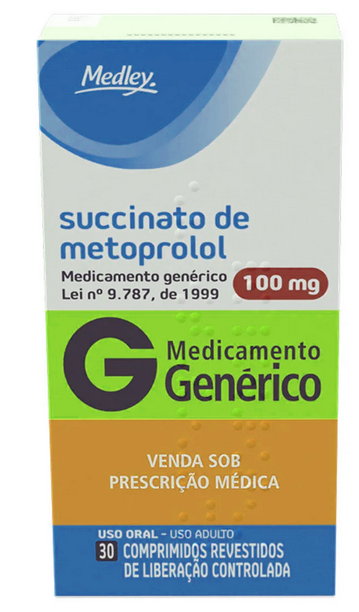 Medley.
succinato de
metoprolol
Medicamento genérico
Lei nº 9.787, de 1999
100 mg
G Medicamento
Genérico
VENDA SOB
PRESCRIÇÃO MÉDICA
USO ORAL - USO ADULTO
30 COMPRIMIDOS REVESTIDOS
DE LIBERAÇÃO CONTROLADA